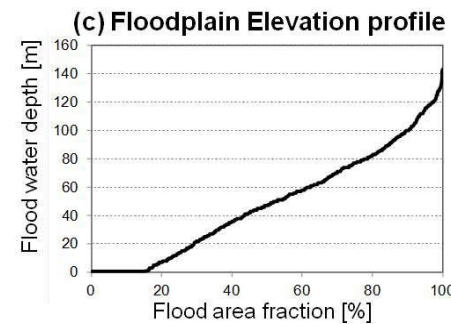 (c) Floodplain Elevation profile
Flood water depth [m]
160
140
120
100
80
60
40
20
0
0 20 40 60 80 100
Flood area fraction [%]